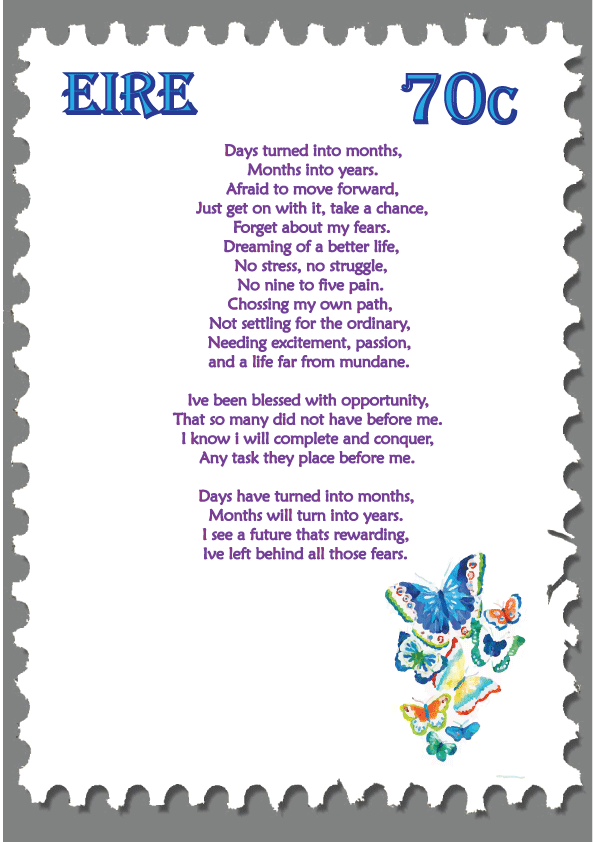 EIRE 70c
Days turned into months,
Months into years.
Afraid to move forward,
Just get on with it, take a chance,
Forget about my fears.
Dreaming of a better life,
No stress, no struggle,
No nine to five pain.
Chossing my own path,
Not settling for the ordinary,
Needing excitement, passion,
and a life far from mundane.
Ive been blessed with opportunity,
That so many did not have before me.
I know i will complete and conquer,
Any task they place before me.
Days have turned into months,
Months will turn into years.
I see a future thats rewarding,
Ive left behind all those fears.